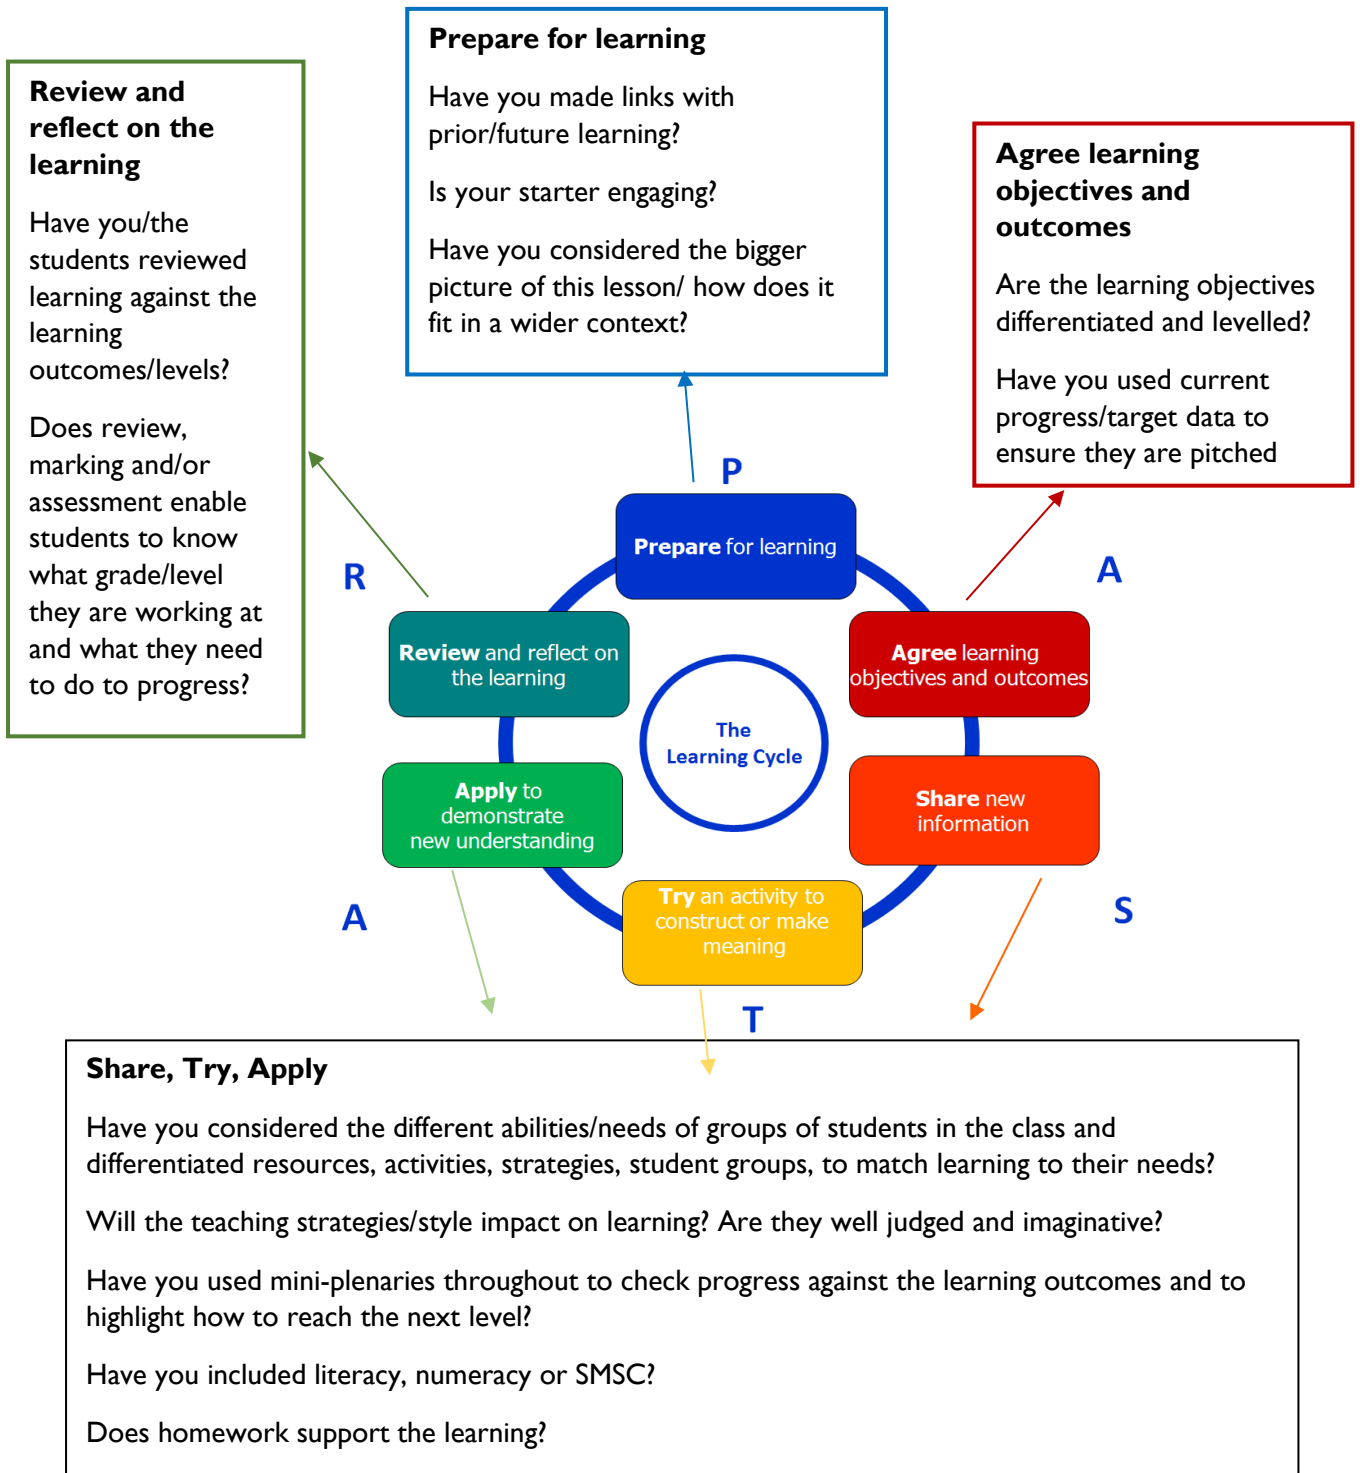 Prepare for learning
Have you made links with
prior/future learning?
Is your starter engaging?
Have you considered the bigger
picture of this lesson/ how does it
fit in a wider context?
Review and
reflect on the
learning
Have you/the
students reviewed
learning against the
learning
outcomes/levels?
Does review,
marking and/or
assessment enable
students to know
what grade/level
they are working at
and what they need
to do to progress?
Agree learning
objectives and
outcomes
Are the learning objectives
differentiated and levelled?
Have you used current
progress/target data to
ensure they are pitched
P
Prepare for learning
A
Agree learning
objectives and outcomes
S
Share new
information
T
Try an activity to
construct or make
meaning
A
Apply to
demonstrate
new understanding
R
Review and reflect on
the learning
The
Learning Cycle
Share, Try, Apply
Have you considered the different abilities/needs of groups of students in the class and
differentiated resources, activities, strategies, student groups, to match learning to their needs?
Will the teaching strategies/style impact on learning? Are they well judged and imaginative?
Have you used mini-plenaries throughout to check progress against the learning outcomes and to
highlight how to reach the next level?
Have you included literacy, numeracy or SMSC?
Does homework support the learning?